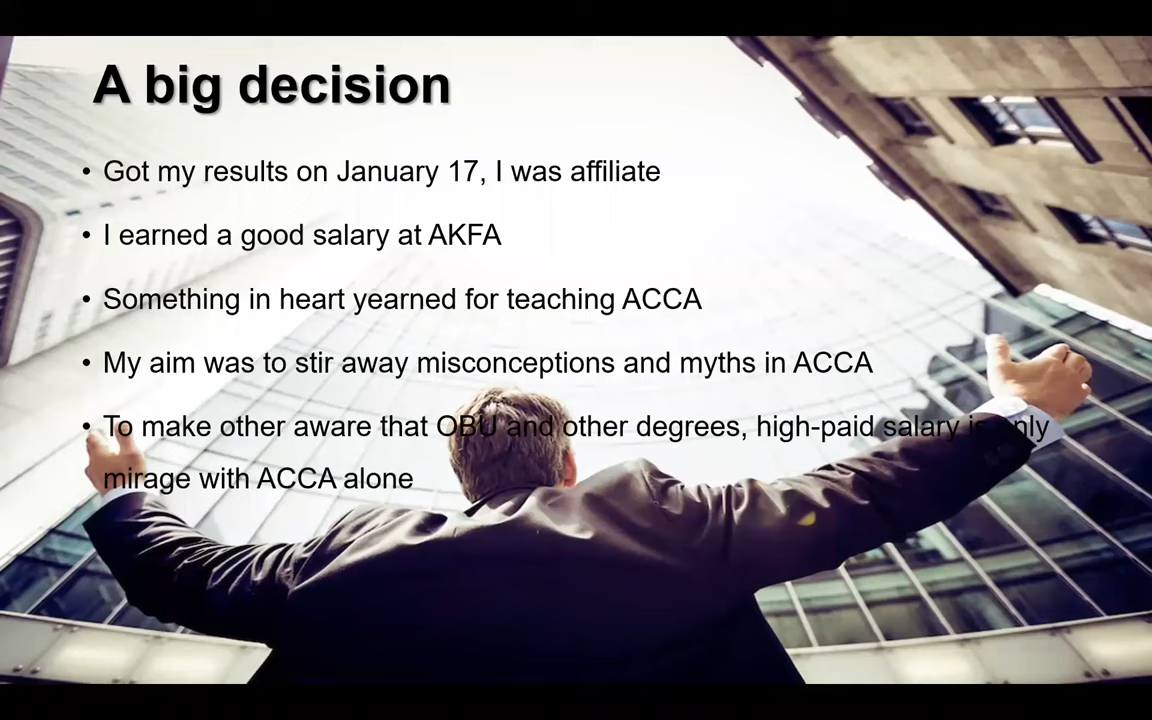 A big decision
• Got my results on January 17, I was affiliate
• I earned a good salary at AKFA
• Something in heart yearned for teaching ACCA
• My aim was to stir away misconceptions and myths in ACCA
• To make other aware that OBU and other degrees, high-paid salary is only
mirage with ACCA alone